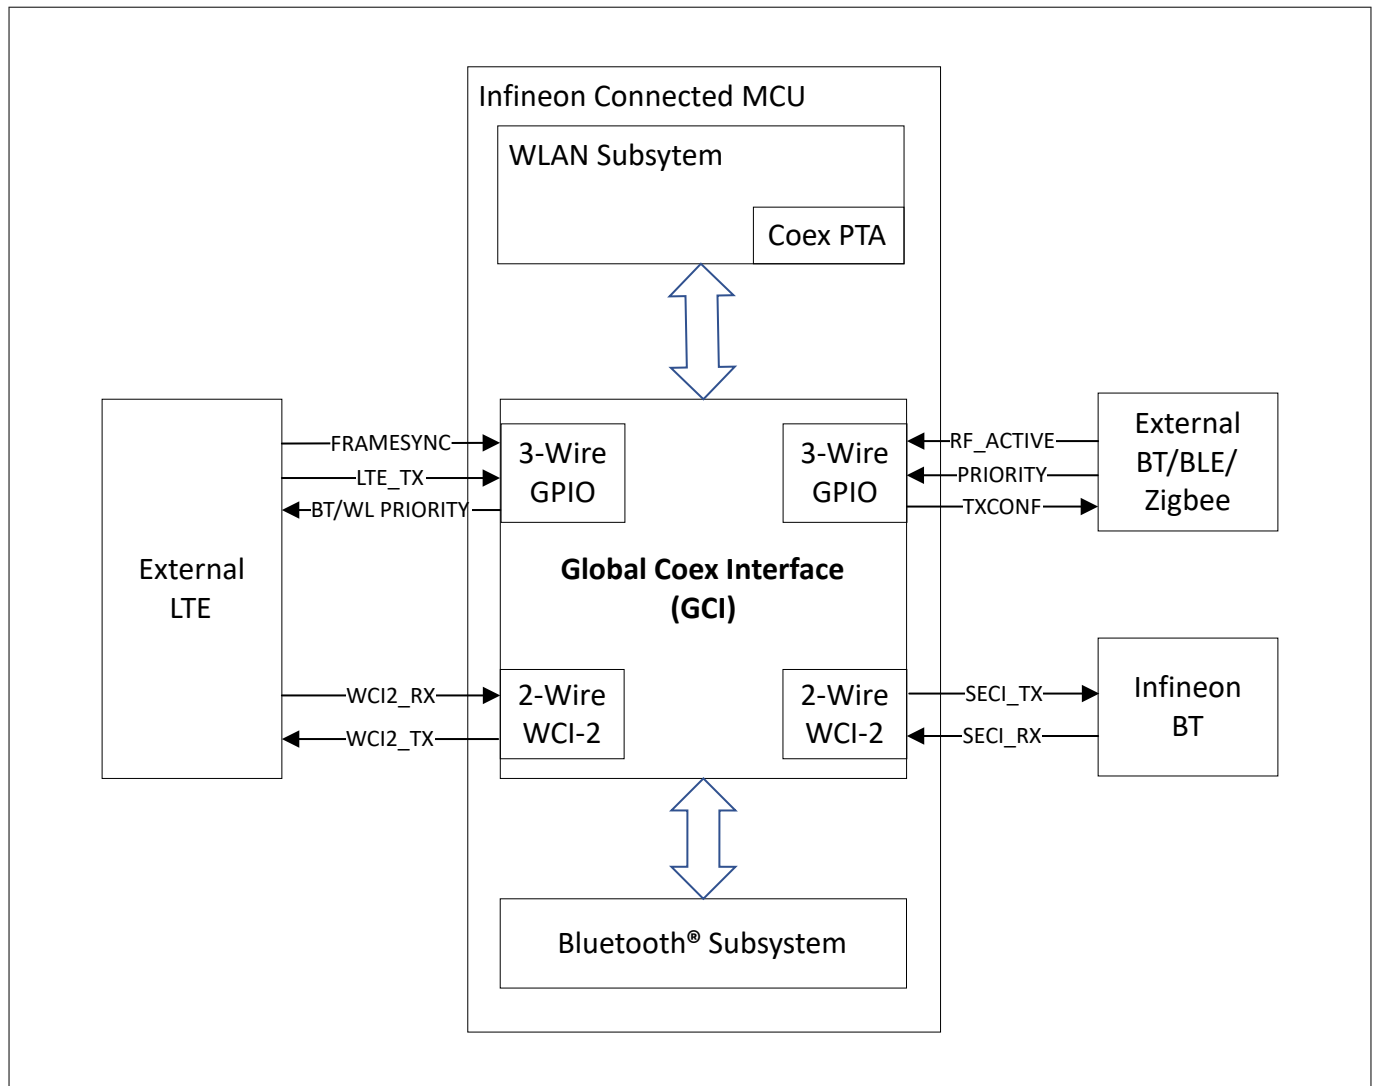 Infineon Connected MCU
WLAN Subsytem
Coex PTA
External
LTE
FRAMESYNC
LTE_TX
BT/WL PRIORITY
WCI2_RX
WCI2_TX
3-Wire
GPIO
3-Wire
GPIO
Global Coex Interface
(GCI)
2-Wire
WCI-2
2-Wire
WCI-2
RF_ACTIVE
PRIORITY
TXCONF
External
BT/BLE/
Zigbee
SECI_TX
SECI_RX
Infineon
BT
Bluetooth® Subsystem